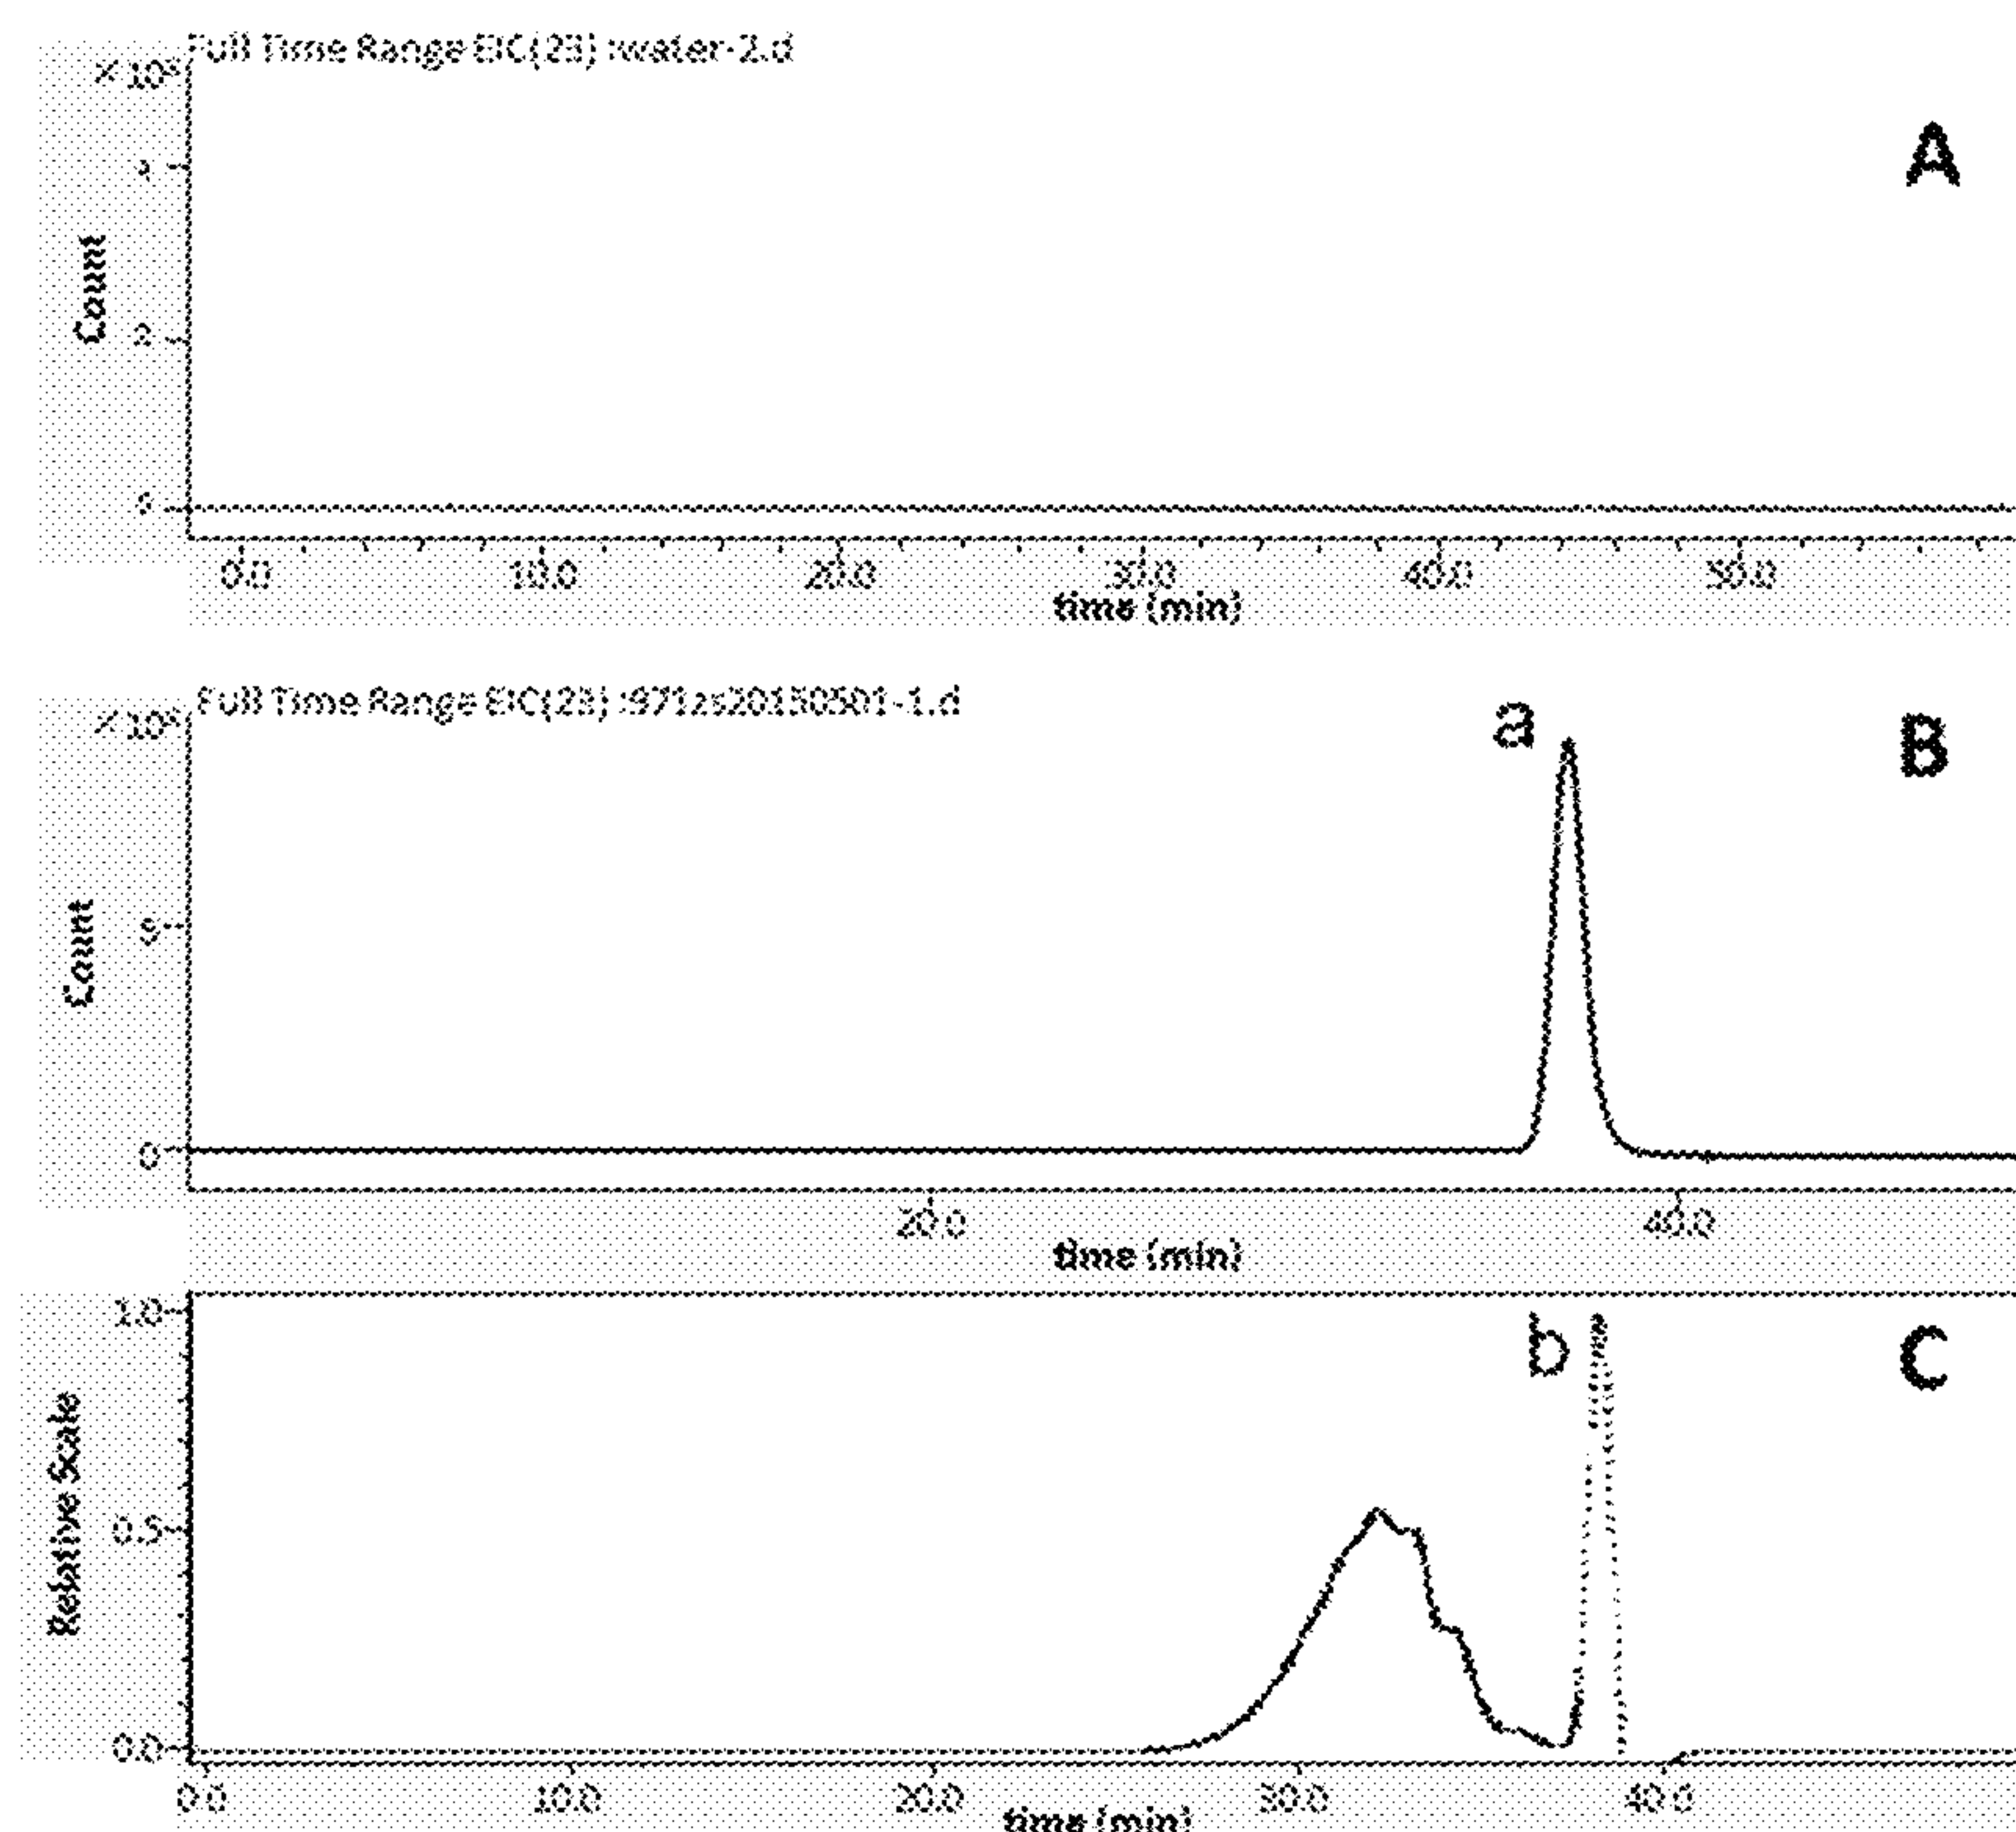 Full Time Range EIC(23) :water-2.d
A
Count
2
0.0 10.0 20.0 30.0 40.0 50.0
time (min)
Full Time Range EIC(23) :971zs20150501-1.d
a
B
Count
0
20.0 40.0
time (min)
1.0
b
C
Relative Scale
0.5
0.0
0.0 10.0 20.0 30.0 40.0
time (min)